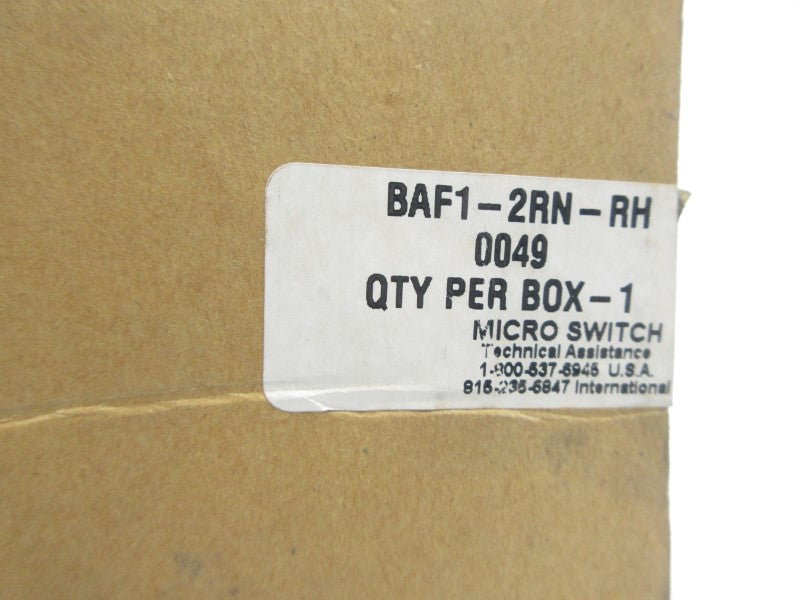 BAF1-2RN-RH
0049
QTY PER BOX-1
MICRO SWITCH
Technical Assistance
1-800-537-6945 U.S.A.
815-235-6847 International